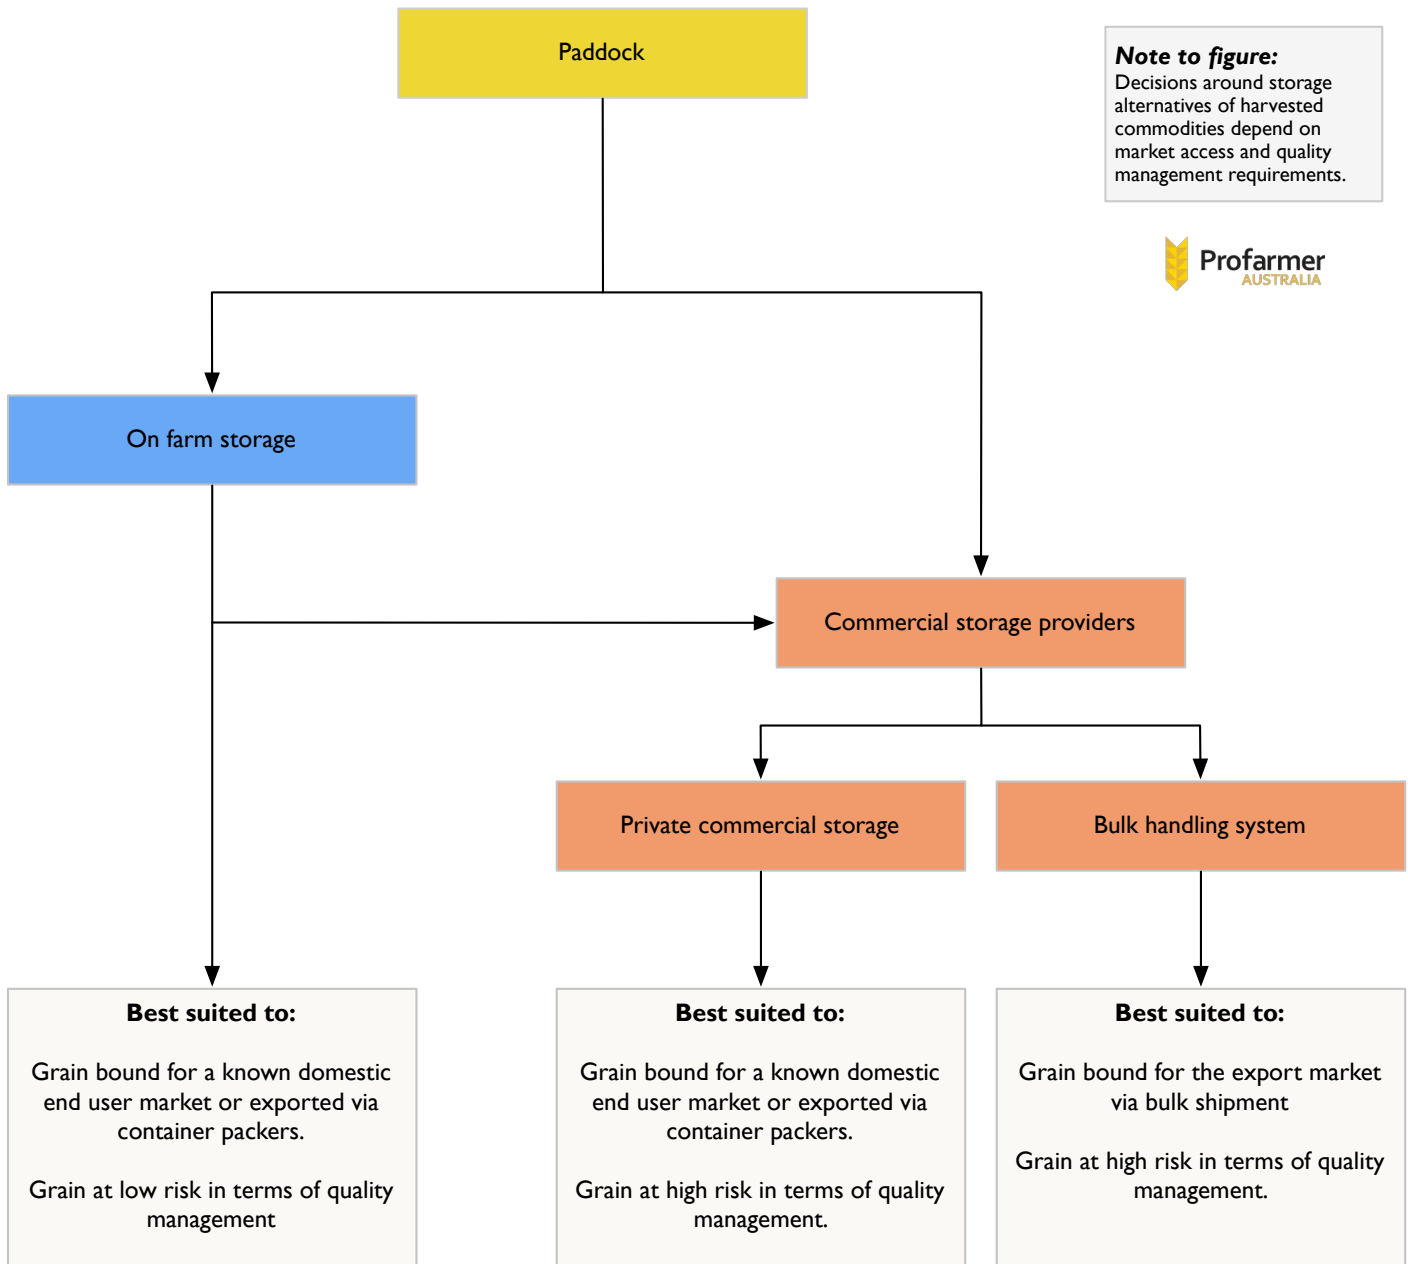 Paddock
Note to figure:
Decisions around storage
alternatives of harvested
commodities depend on
market access and quality
management requirements.
Profarmer
AUSTRALIA
On farm storage
Commercial storage providers
Private commercial storage
Bulk handling system
Best suited to:
Grain bound for a known domestic
end user market or exported via
container packers.
Grain at low risk in terms of quality
management
Best suited to:
Grain bound for a known domestic
end user market or exported via
container packers.
Grain at high risk in terms of quality
management.
Best suited to:
Grain bound for the export market
via bulk shipment
Grain at high risk in terms of quality
management.